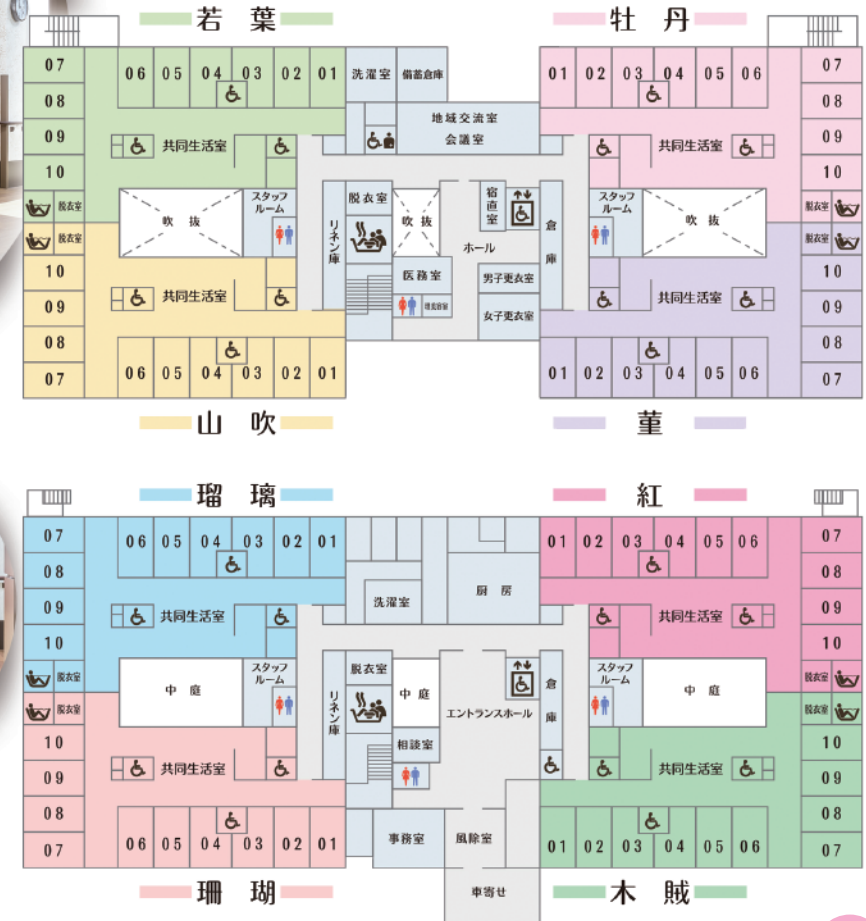 若葉
牡丹
07
06 05 04 03 02 01
洗濯室
備蓄倉庫
01 02 03 04 05 06
07
08
地域交流室
会議室
08
09
共同生活室
共同生活室
09
10
10
脱衣室
吹抜
スタッフ
ルーム
リネン庫
脱衣室
吹抜
宿直室
倉庫
スタッフ
ルーム
吹抜
脱衣室
脱衣室
ホール
脱衣室
10
共同生活室
医務室
男子更衣室
共同生活室
10
09
女子更衣室
09
08
08
07
06 05 04 03 02 01
01 02 03 04 05 06
07
山吹
菫
瑠璃
紅
07
06 05 04 03 02 01
01 02 03 04 05 06
07
08
洗濯室
厨房
08
09
共同生活室
共同生活室
09
10
10
脱衣室
中庭
スタッフ
ルーム
リネン庫
脱衣室
中庭
エントランスホール
倉庫
スタッフ
ルーム
中庭
脱衣室
脱衣室
脱衣室
10
共同生活室
相談室
共同生活室
10
09
09
08
事務室
風除室
08
07
06 05 04 03 02 01
01 02 03 04 05 06
07
車寄せ
珊瑚
木賊